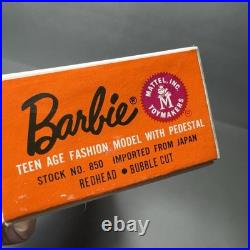 Barbie®
MATTEL, INC.
M
TOYMAKERS
TEEN AGE FASHION MODEL WITH PEDESTAL
STOCK NO. 850 IMPORTED FROM JAPAN
REDHEAD • BUBBLE CUT